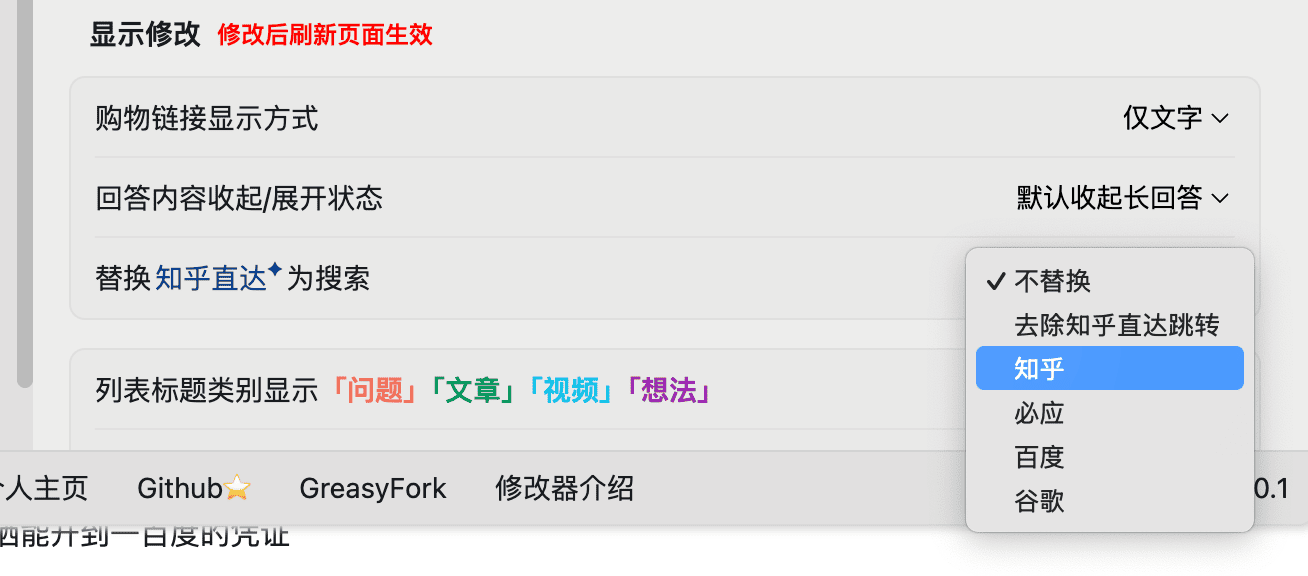 显示修改 修改后刷新页面生效
购物链接显示方式 仅文字
回答内容收起/展开状态 默认收起长回答
替换知乎直达✦为搜索
✓ 不替换
去除知乎直达跳转
知乎
必应
百度
谷歌
列表标题类别显示「问题」「文章」「视频」「想法」
人主页 Github⭐ GreasyFork 修改器介绍 0.1
能开到一百度的凭证